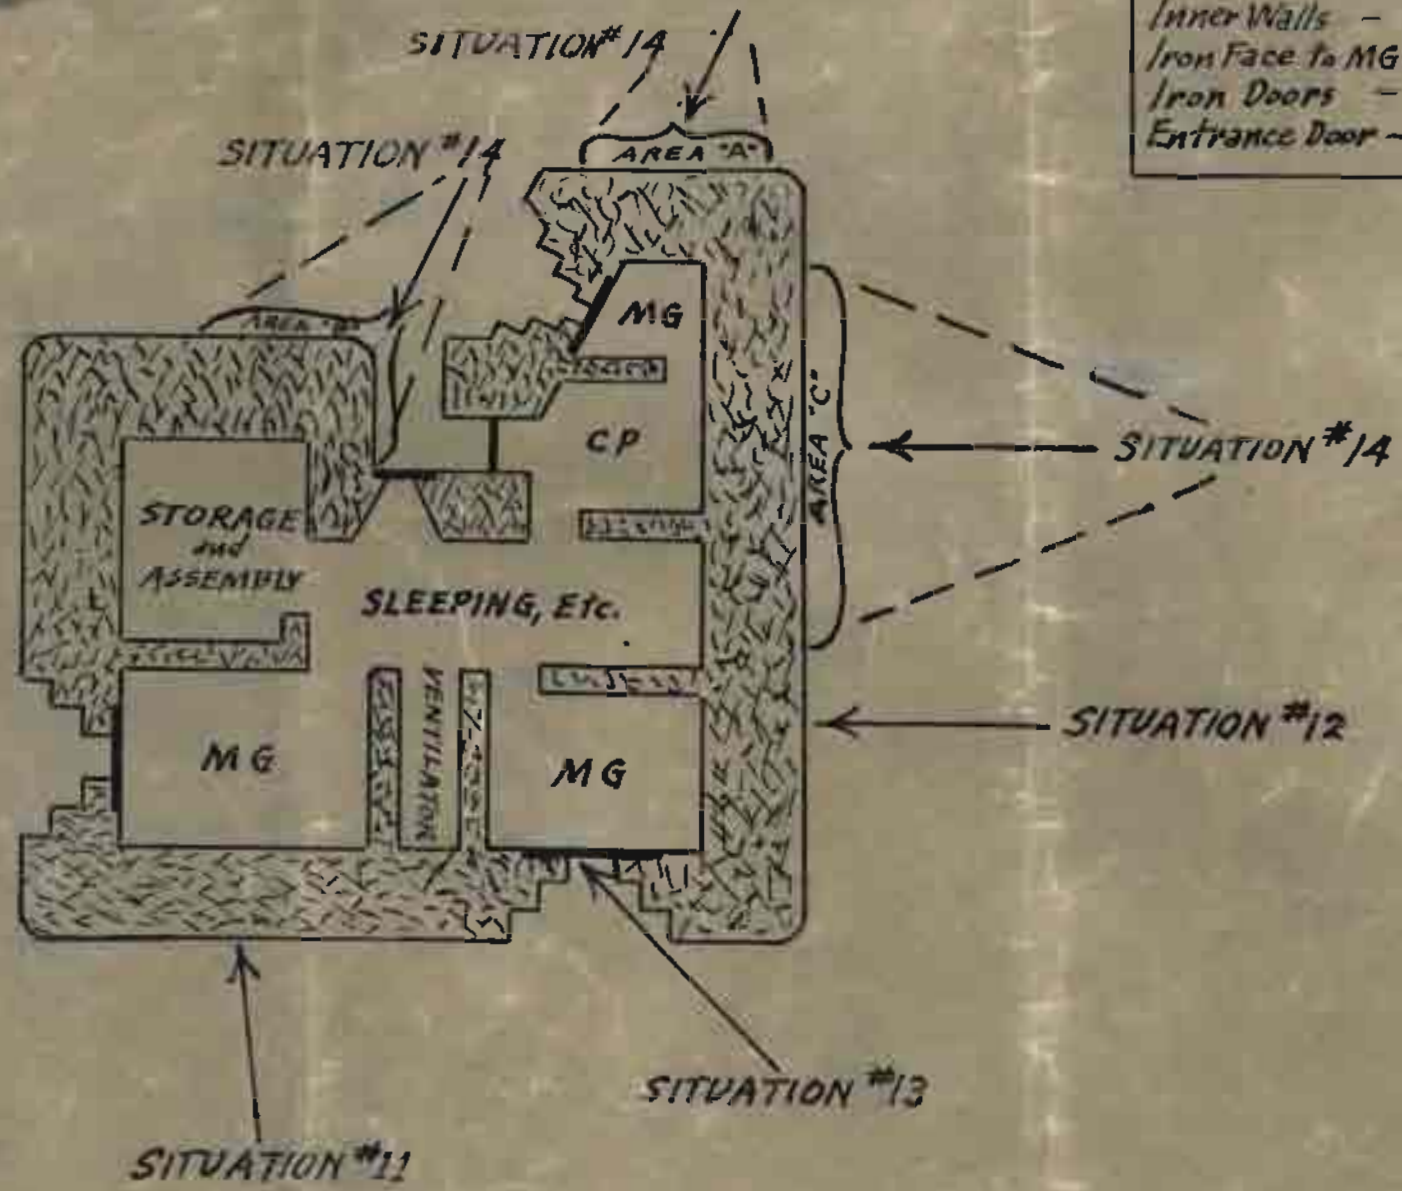 Inner Walls -
Iron Face to MG
Iron Doors -
Entrance Door -
SITUATION #14
SITUATION #14
AREA "A"
AREA "B"
MG
CP
AREA "C"
SITUATION #14
STORAGE
and
ASSEMBLY
SLEEPING, Etc.
VENTILATOR
MG
MG
SITUATION #12
SITUATION #13
SITUATION #11